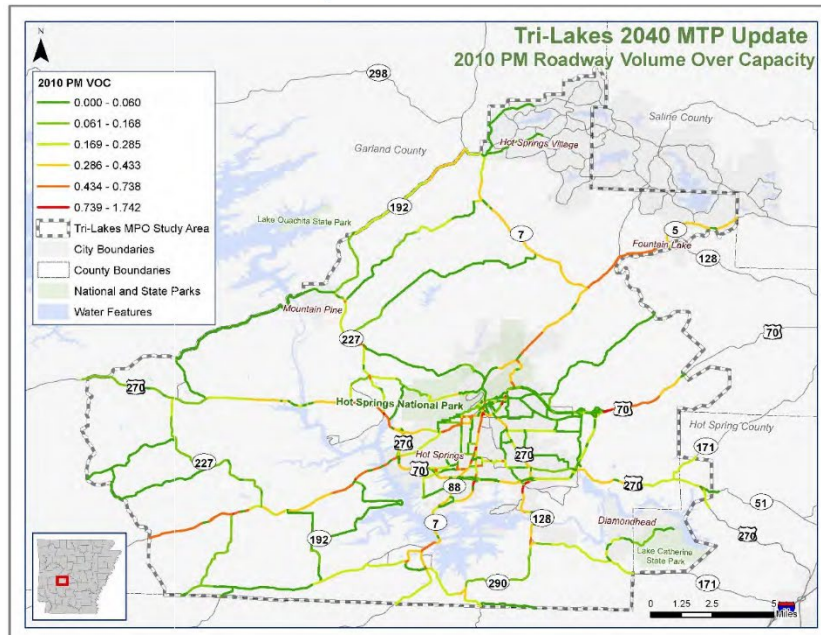 Tri-Lakes 2040 MTP Update
2010 PM Roadway Volume Over Capacity
N
2010 PM VOC
0.000 - 0.060
0.061 - 0.168
0.169 - 0.285
0.286 - 0.433
0.434 - 0.738
0.739 - 1.742
Tri-Lakes MPO Study Area
City Boundaries
County Boundaries
National and State Parks
Water Features
298
Saline County
Garland County
Hot Springs Village
192
Lake Ouachita State Park
7
5
Fountain Lake
128
Mountain Pine
70
227
270
Hot Springs National Park
70
Hot Spring County
270
171
227
Hot Springs
70
270
88
270
51
7
128
270
192
Diamondhead
Lake Catherine
State Park
290
171
0 1.25 2.5 5
Miles